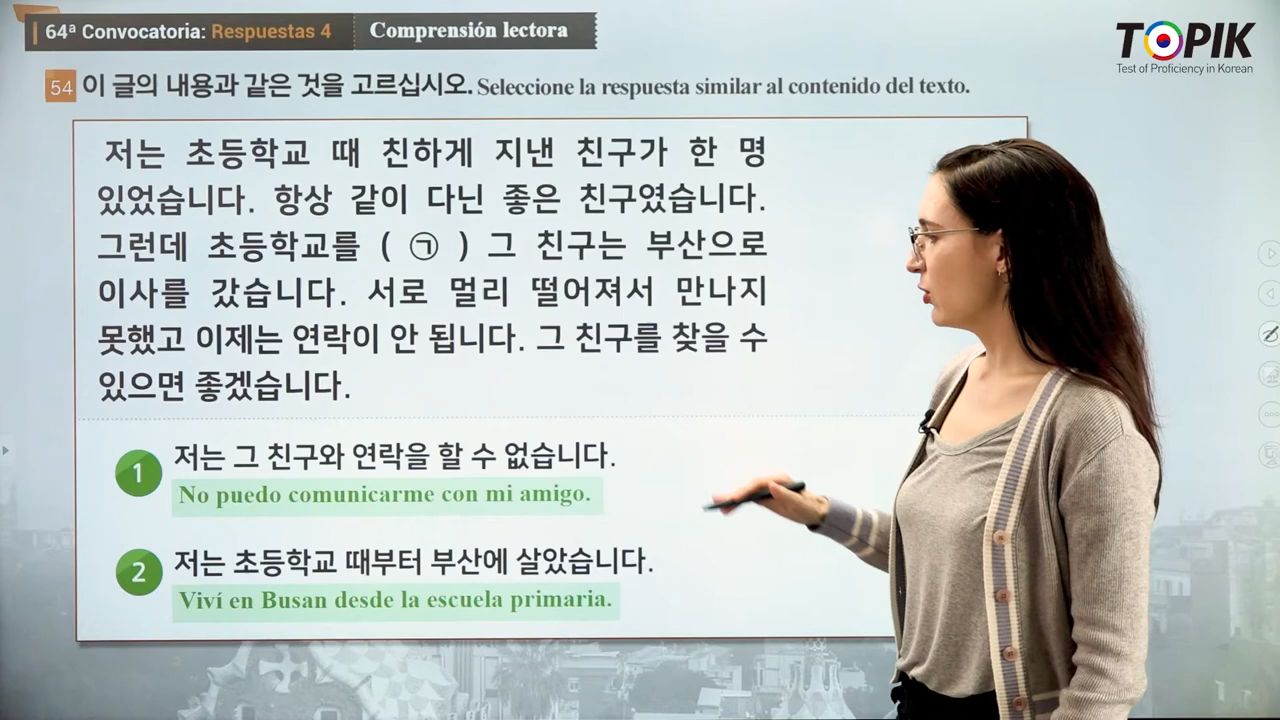 64ª Convocatoria: Respuestas 4 Comprensión lectora
TOPIK
Test of Proficiency in Korean
54 이 글의 내용과 같은 것을 고르십시오. Seleccione la respuesta similar al contenido del texto.
저는 초등학교 때 친하게 지낸 친구가 한 명
있었습니다. 항상 같이 다닌 좋은 친구였습니다.
그런데 초등학교를 ( ㉠ ) 그 친구는 부산으로
이사를 갔습니다. 서로 멀리 떨어져서 만나지
못했고 이제는 연락이 안 됩니다. 그 친구를 찾을 수
있으면 좋겠습니다.
1 저는 그 친구와 연락을 할 수 없습니다.
No puedo comunicarme con mi amigo.
2 저는 초등학교 때부터 부산에 살았습니다.
Viví en Busan desde la escuela primaria.